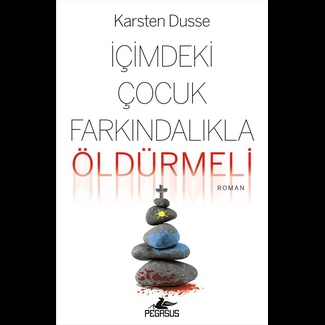 Karsten Dusse
İÇİMDEKİ
ÇOCUK
FARKINDALIKLA
ÖLDÜRMELİ
ROMAN
PEGASUS